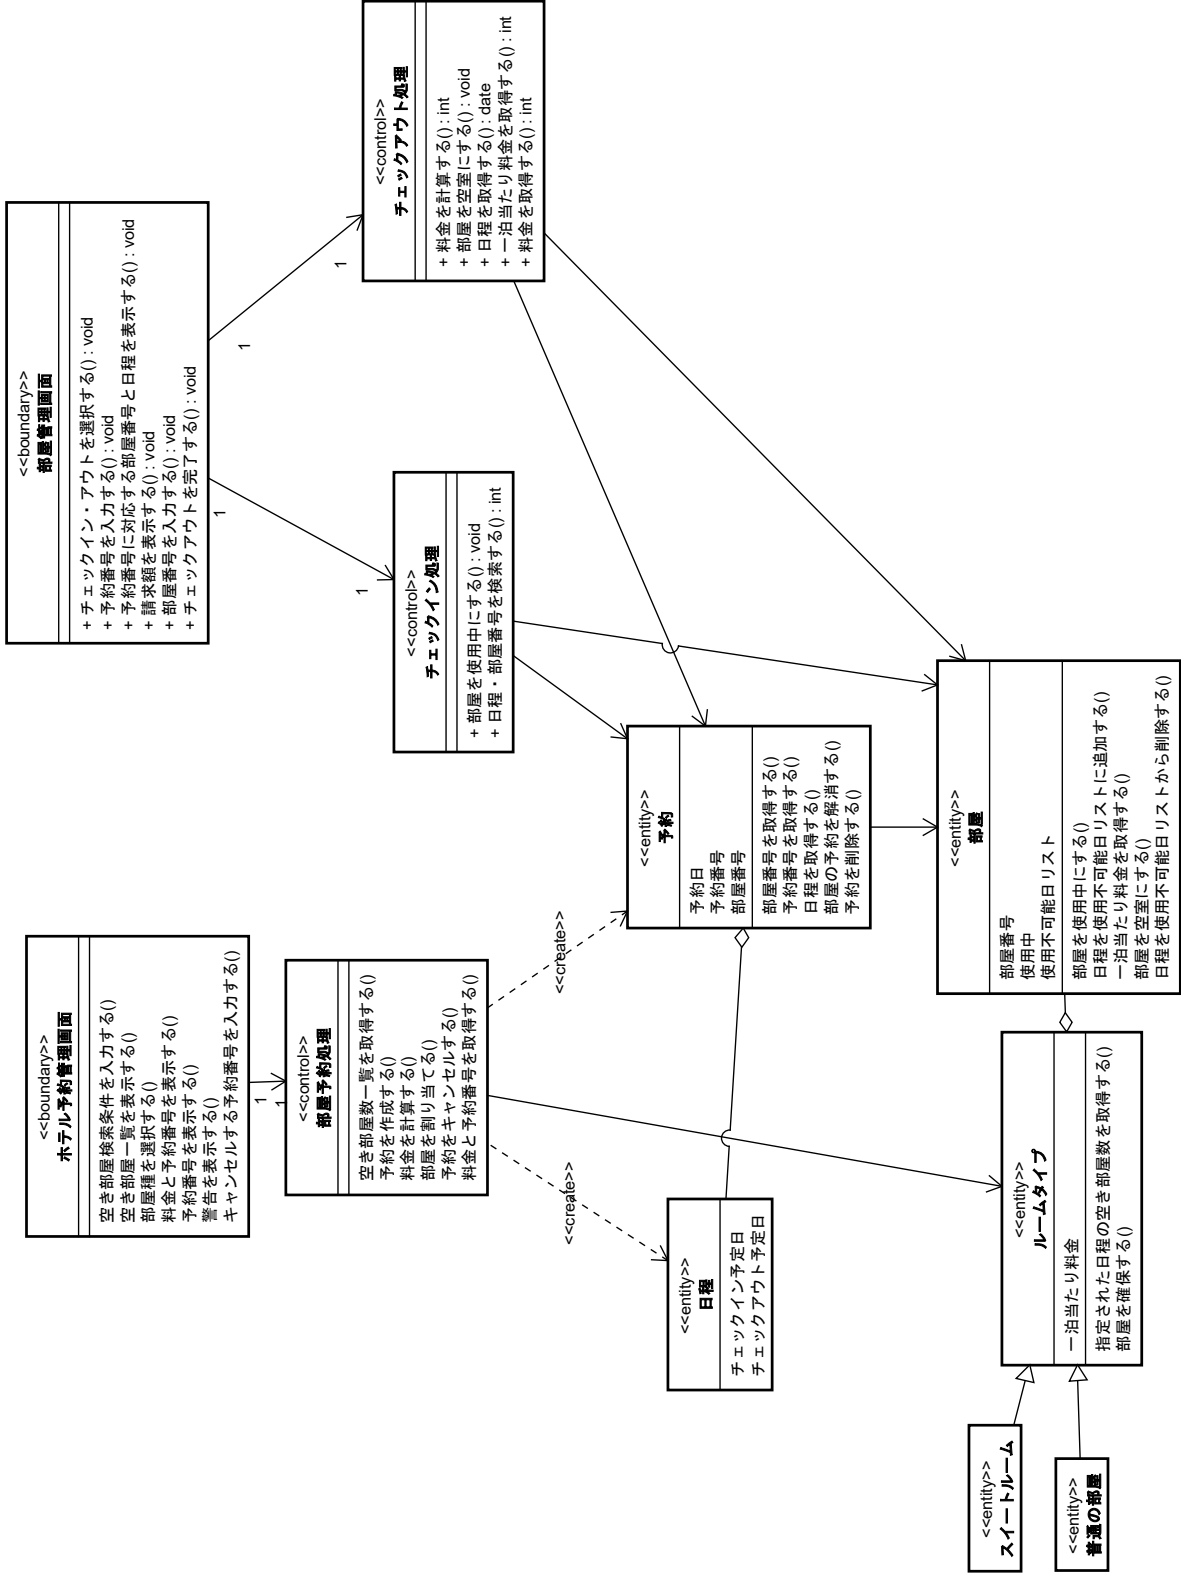 <<boundary>>
ホテル予約管理画面
空き部屋検索条件を入力する()
空き部屋一覧を表示する()
部屋種を選択する()
料金と予約番号を表示する()
予約番号を表示する()
警告を表示する()
キャンセルする予約番号を入力する()
1
1
<<boundary>>
部屋管理画面
+ チェックイン・アウトを選択する() : void
+ 予約番号を入力する() : void
+ 予約番号に対応する部屋番号と日程を表示する() : void
+ 請求額を表示する() : void
+ 部屋番号を入力する() : void
+ チェックアウトを完了する() : void
1
1
1
1
<<control>>
部屋予約処理
空き部屋数一覧を取得する()
予約を作成する()
料金を計算する()
部屋を割り当てる()
予約をキャンセルする()
料金と予約番号を取得する()
<<control>>
チェックイン処理
+ 部屋を使用中にする() : void
+ 日程・部屋番号を検索する() : int
<<control>>
チェックアウト処理
+ 料金を計算する() : int
+ 部屋を空室にする() : void
+ 日程を取得する() : date
+ 一泊当たり料金を取得する() : int
+ 料金を取得する() : int
<<create>>
<<create>>
<<entity>>
日程
チェックイン予定日
チェックアウト予定日
<<entity>>
予約
予約日
予約番号
部屋番号
部屋番号を取得する()
予約番号を取得する()
日程を取得する()
部屋の予約を解消する()
予約を削除する()
<<entity>>
スイートルーム
<<entity>>
普通の部屋
<<entity>>
ルームタイプ
一泊当たり料金
指定された日程の空き部屋数を取得する()
部屋を確保する()
<<entity>>
部屋
部屋番号
使用中
使用不可能日リスト
部屋を使用中にする()
日程を使用不可能日リストに追加する()
一泊当たり料金を取得する()
部屋を空室にする()
日程を使用不可能日リストから削除する()